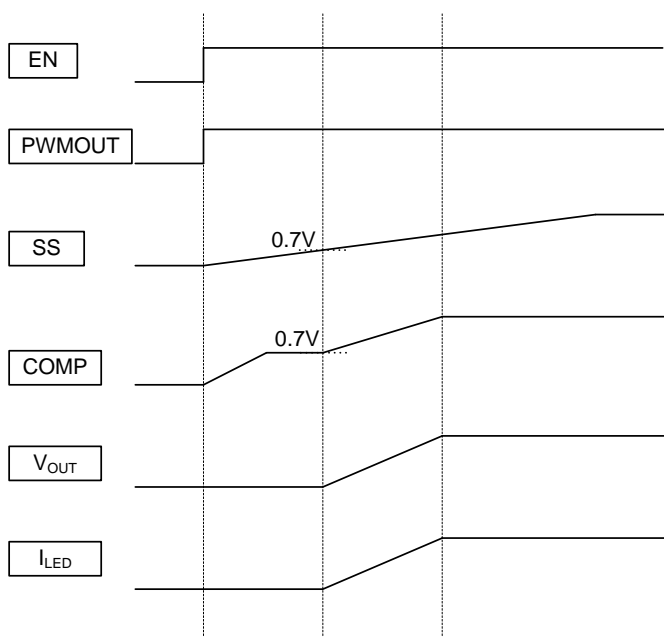 EN
PWMOUT
SS
0.7V
COMP
0.7V
VOUT
ILED